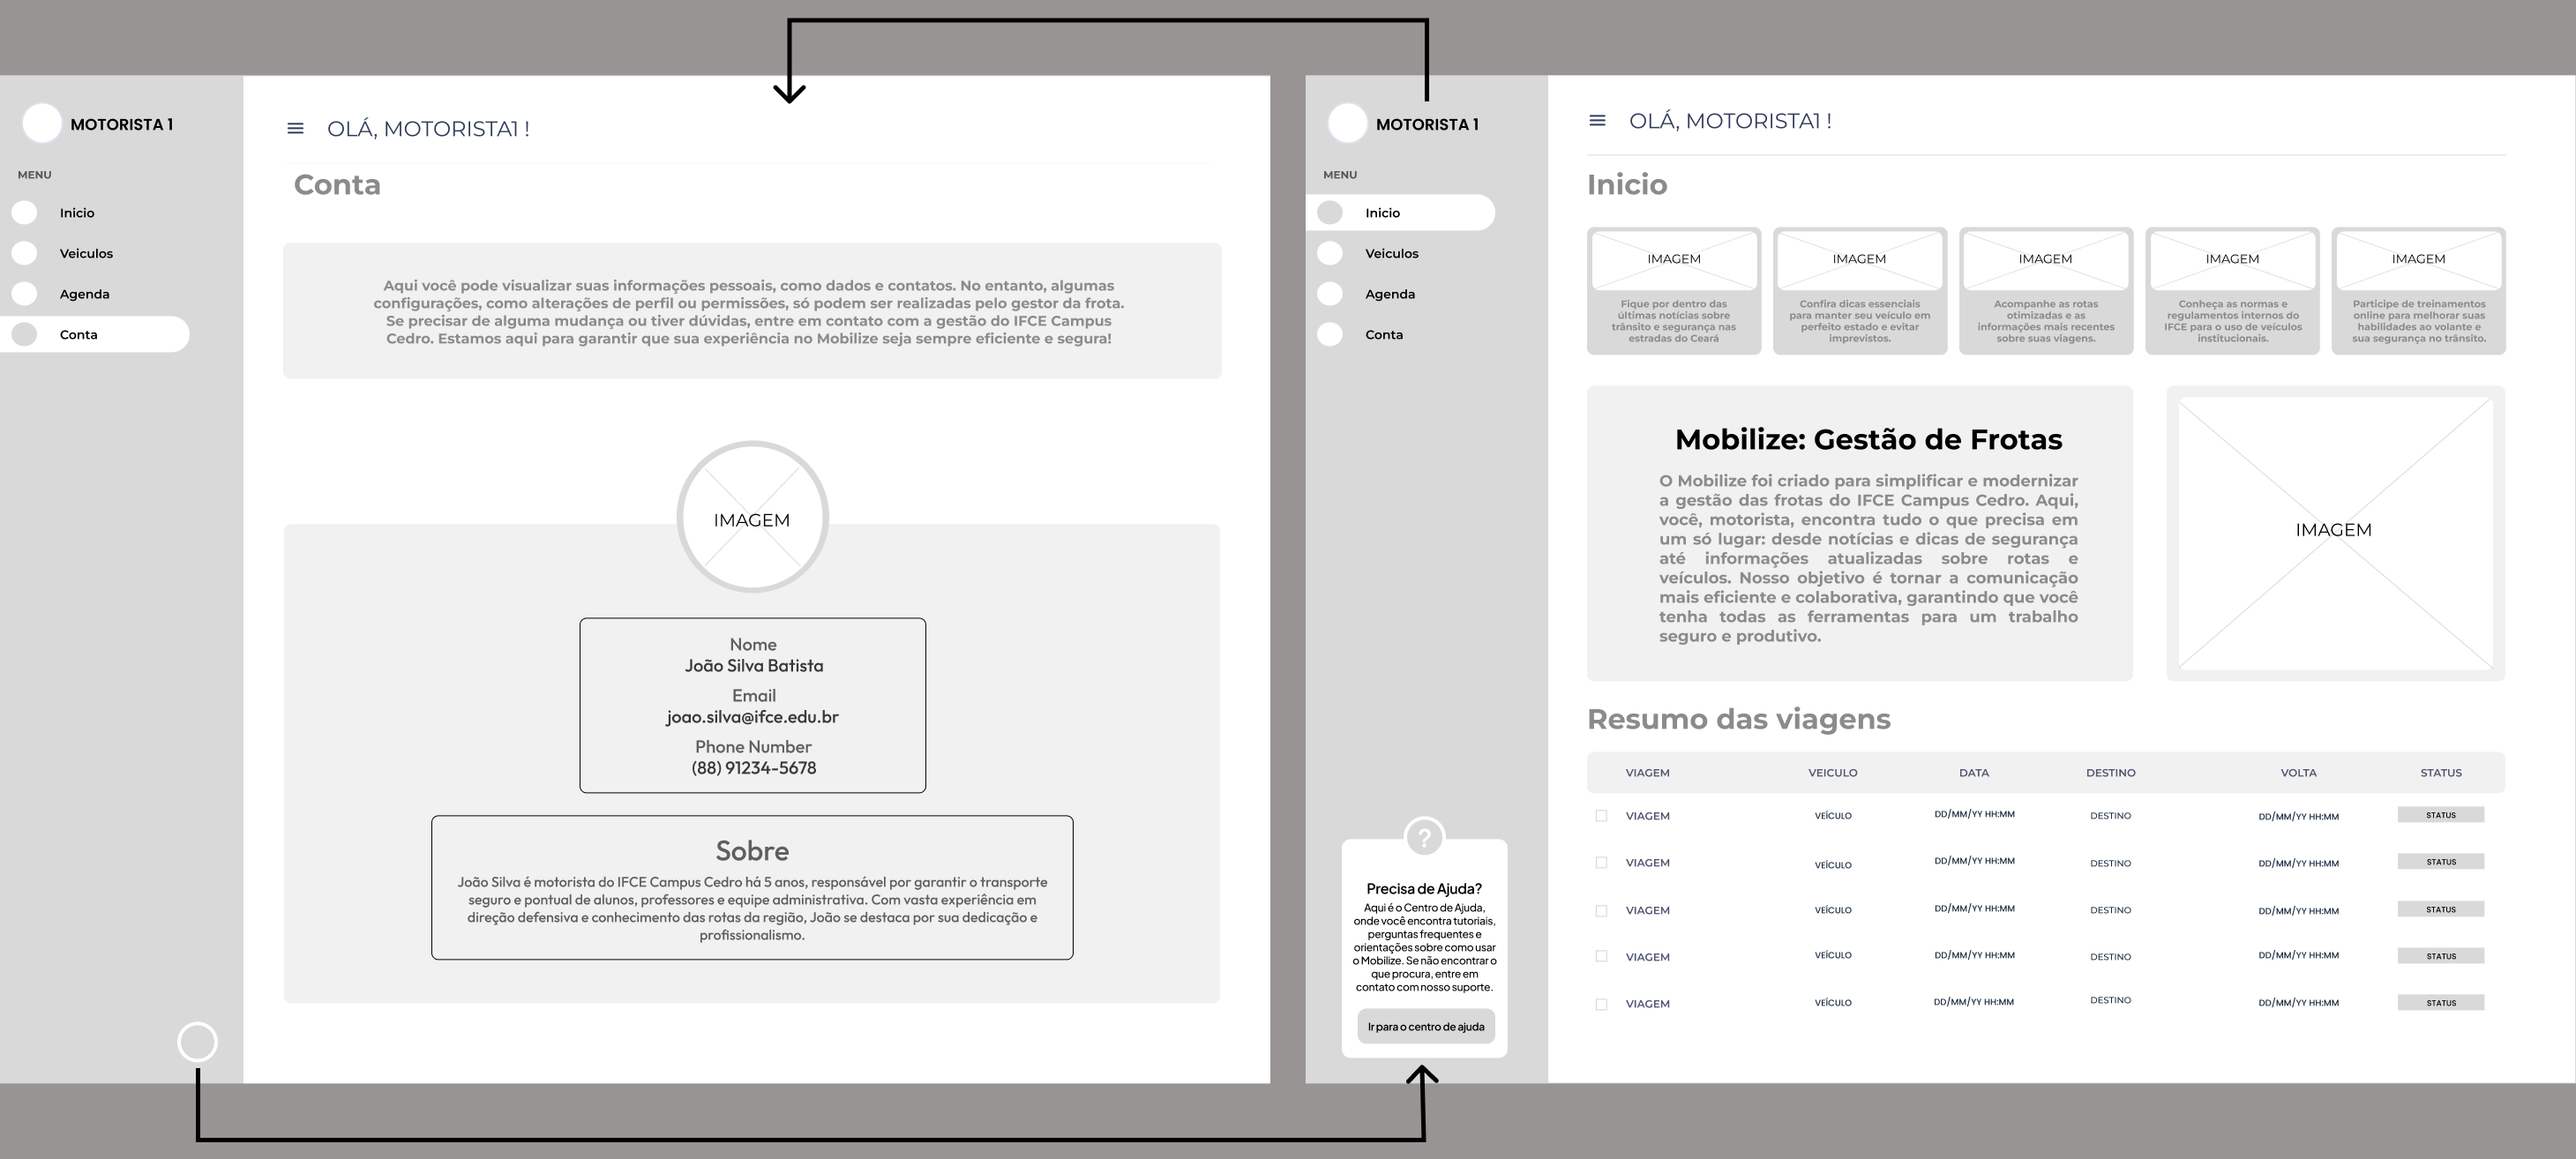 MOTORISTA 1
MENU
Inicio
Veiculos
Agenda
Conta
OLÁ, MOTORISTA1 !
Conta
Aqui você pode visualizar suas informações pessoais, como dados e contatos. No entanto, algumas
configurações, como alterações de perfil ou permissões, só podem ser realizadas pelo gestor da frota.
Se precisar de alguma mudança ou tiver dúvidas, entre em contato com a gestão do IFCE Campus
Cedro. Estamos aqui para garantir que sua experiência no Mobilize seja sempre eficiente e segura!
IMAGEM
Nome
João Silva Batista
Email
joao.silva@ifce.edu.br
Phone Number
(88) 91234-5678
Sobre
João Silva é motorista do IFCE Campus Cedro há 5 anos, responsável por garantir o transporte
seguro e pontual de alunos, professores e equipe administrativa. Com vasta experiência em
direção defensiva e conhecimento das rotas da região, João se destaca por sua dedicação e
profissionalismo.
MOTORISTA 1
MENU
Inicio
Veiculos
Agenda
Conta
?
Precisa de Ajuda?
Aqui é o Centro de Ajuda,
onde você encontra tutoriais,
perguntas frequentes e
orientações sobre como usar
o Mobilize. Se não encontrar o
que procura, entre em
contato com nosso suporte.
Ir para o centro de ajuda
OLÁ, MOTORISTA1 !
Inicio
IMAGEM
Fique por dentro das
últimas notícias sobre
trânsito e segurança nas
estradas do Ceará
IMAGEM
Confira dicas essenciais
para manter seu veículo em
perfeito estado e evitar
imprevistos.
IMAGEM
Acompanhe as rotas
otimizadas e as
informações mais recentes
sobre suas viagens.
IMAGEM
Conheça as normas e
regulamentos internos do
IFCE para o uso de veículos
institucionais.
IMAGEM
Participe de treinamentos
online para melhorar suas
habilidades ao volante e
sua segurança no trânsito.
Mobilize: Gestão de Frotas
O Mobilize foi criado para simplificar e modernizar
a gestão das frotas do IFCE Campus Cedro. Aqui,
você, motorista, encontra tudo o que precisa em
um só lugar: desde notícias e dicas de segurança
até informações atualizadas sobre rotas e
veículos. Nosso objetivo é tornar a comunicação
mais eficiente e colaborativa, garantindo que você
tenha todas as ferramentas para um trabalho
seguro e produtivo.
IMAGEM
Resumo das viagens
VIAGEM VEICULO DATA DESTINO VOLTA STATUS
VIAGEM VEÍCULO DD/MM/YY HH:MM DESTINO DD/MM/YY HH:MM STATUS
VIAGEM VEÍCULO DD/MM/YY HH:MM DESTINO DD/MM/YY HH:MM STATUS
VIAGEM VEÍCULO DD/MM/YY HH:MM DESTINO DD/MM/YY HH:MM STATUS
VIAGEM VEÍCULO DD/MM/YY HH:MM DESTINO DD/MM/YY HH:MM STATUS
VIAGEM VEÍCULO DD/MM/YY HH:MM DESTINO DD/MM/YY HH:MM STATUS